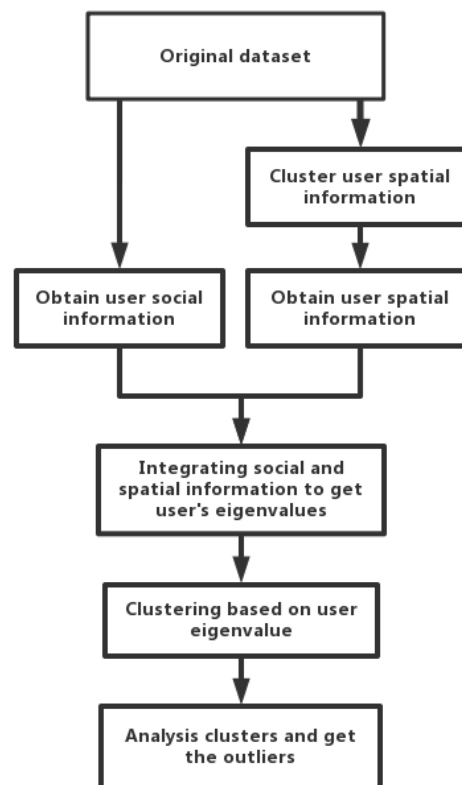 Original dataset
Cluster user spatial
information
Obtain user social
information
Obtain user spatial
information
Integrating social and
spatial information to get
user's eigenvalues
Clustering based on user
eigenvalue
Analysis clusters and get
the outliers